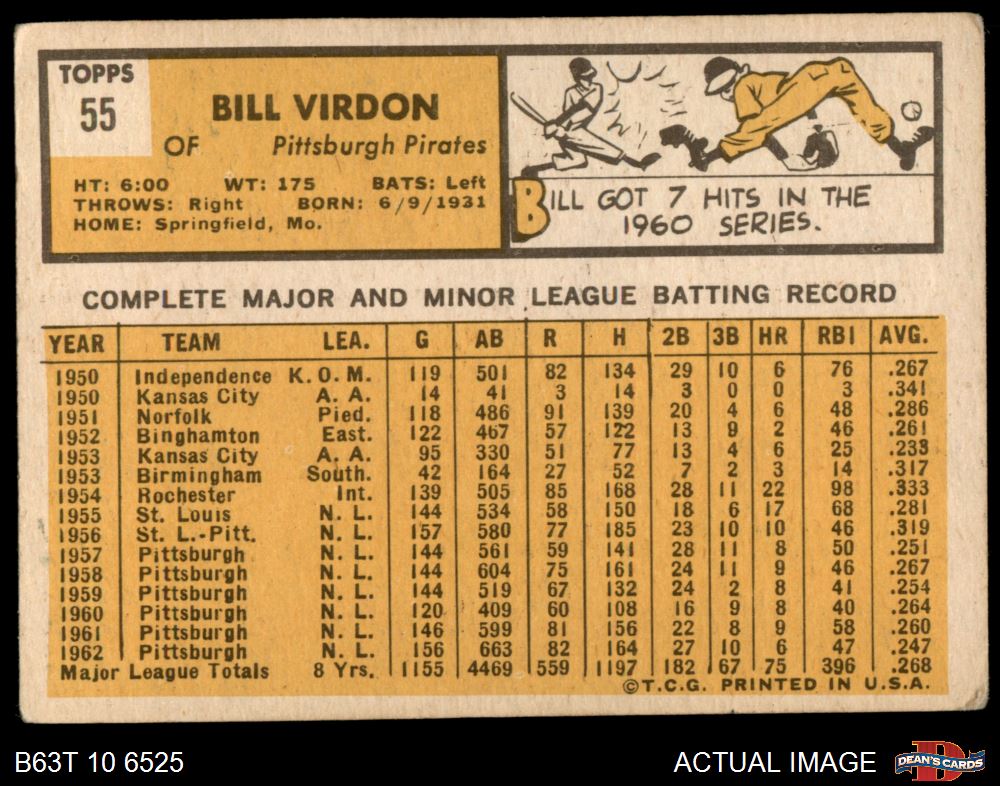 TOPPS
55
BILL VIRDON
OF Pittsburgh Pirates
HT: 6:00 WT: 175 BATS: Left
THROWS: Right BORN: 6/9/1931
HOME: Springfield, Mo.
BILL GOT 7 HITS IN THE
1960 SERIES.
COMPLETE MAJOR AND MINOR LEAGUE BATTING RECORD
YEAR TEAM LEA. G AB R H 2B 3B HR RBI AVG.
1950 Independence K. O. M. 119 501 82 134 29 10 6 76 .267
1950 Kansas City A. A. 14 41 3 14 3 0 0 3 .341
1951 Norfolk Pied. 118 486 91 139 20 4 6 48 .286
1952 Binghamton East. 122 467 57 122 13 9 2 46 .261
1953 Kansas City A. A. 95 330 51 77 13 4 6 25 .233
1953 Birmingham South. 42 164 27 52 7 2 3 14 .317
1954 Rochester Int. 139 505 85 168 28 11 22 98 .333
1955 St. Louis N. L. 144 534 58 150 18 6 17 68 .281
1956 St. L.-Pitt. N. L. 157 580 77 185 23 10 10 46 .319
1957 Pittsburgh N. L. 144 561 59 141 28 11 8 50 .251
1958 Pittsburgh N. L. 144 604 75 161 24 11 9 46 .267
1959 Pittsburgh N. L. 144 519 67 132 24 2 8 41 .254
1960 Pittsburgh N. L. 120 409 60 108 16 9 8 40 .264
1961 Pittsburgh N. L. 146 599 81 156 22 8 9 58 .260
1962 Pittsburgh N. L. 156 663 82 164 27 10 6 47 .247
Major League Totals 8 Yrs. 1155 4469 559 1197 182 67 75 396 .268
©T.C.G. PRINTED IN U.S.A.
B63T 10 6525 ACTUAL IMAGE D DEAN'S CARDS